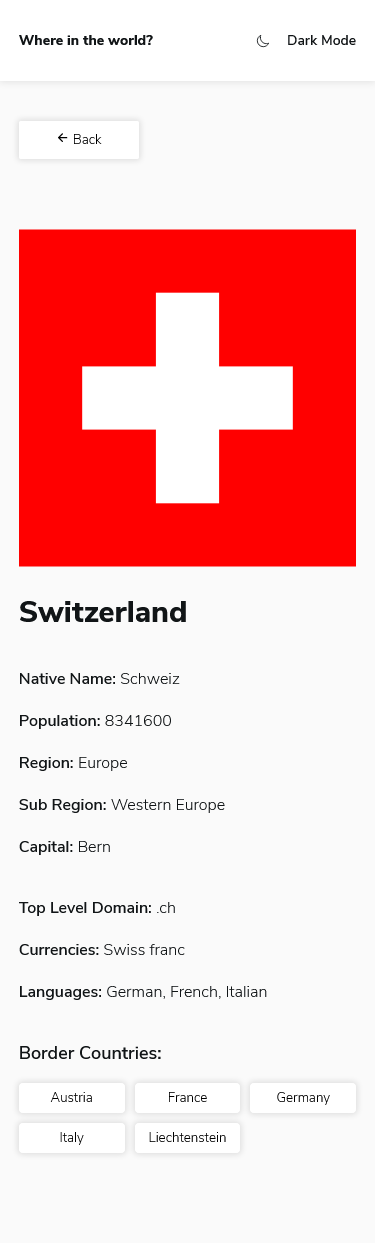 Where in the world?
Dark Mode
Back
Switzerland
Native Name: Schweiz
Population: 8341600
Region: Europe
Sub Region: Western Europe
Capital: Bern
Top Level Domain: .ch
Currencies: Swiss franc
Languages: German, French, Italian
Border Countries:
Austria
France
Germany
Italy
Liechtenstein